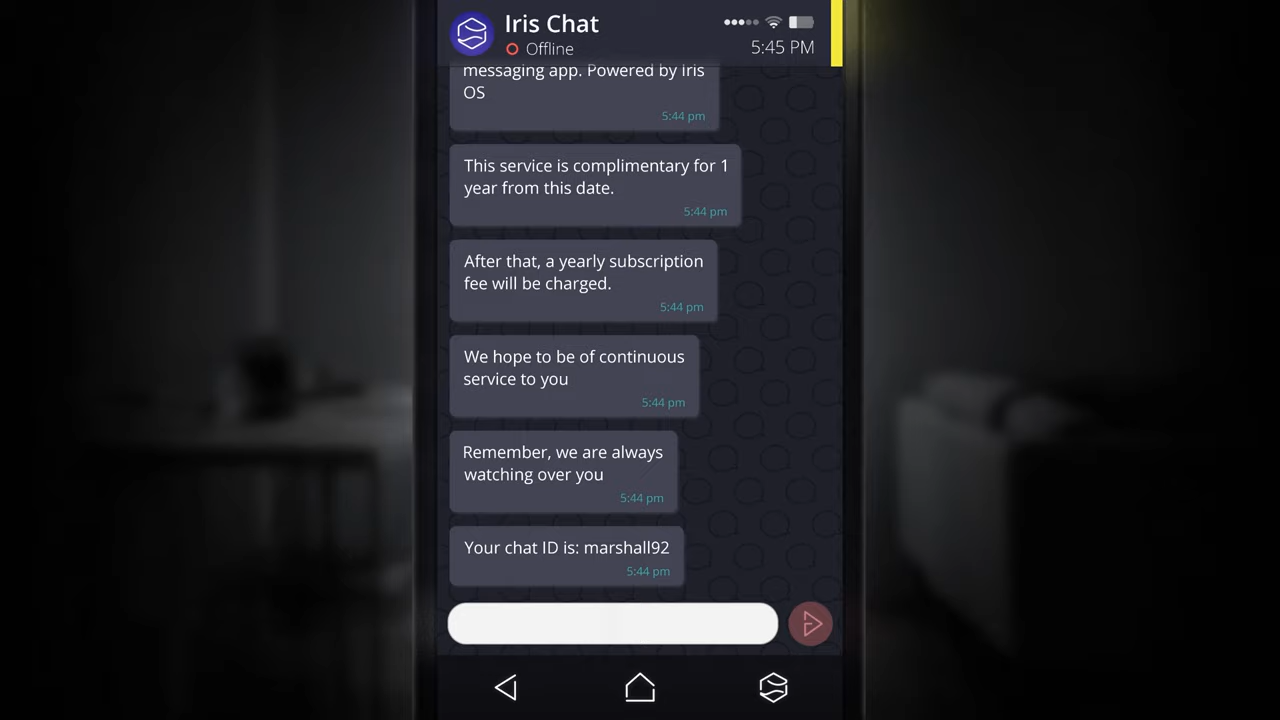 Iris Chat
Offline
5:45 PM
messaging app. Powered by Iris
OS
5:44 pm
This service is complimentary for 1
year from this date.
5:44 pm
After that, a yearly subscription
fee will be charged.
5:44 pm
We hope to be of continuous
service to you
5:44 pm
Remember, we are always
watching over you
5:44 pm
Your chat ID is: marshall92
5:44 pm